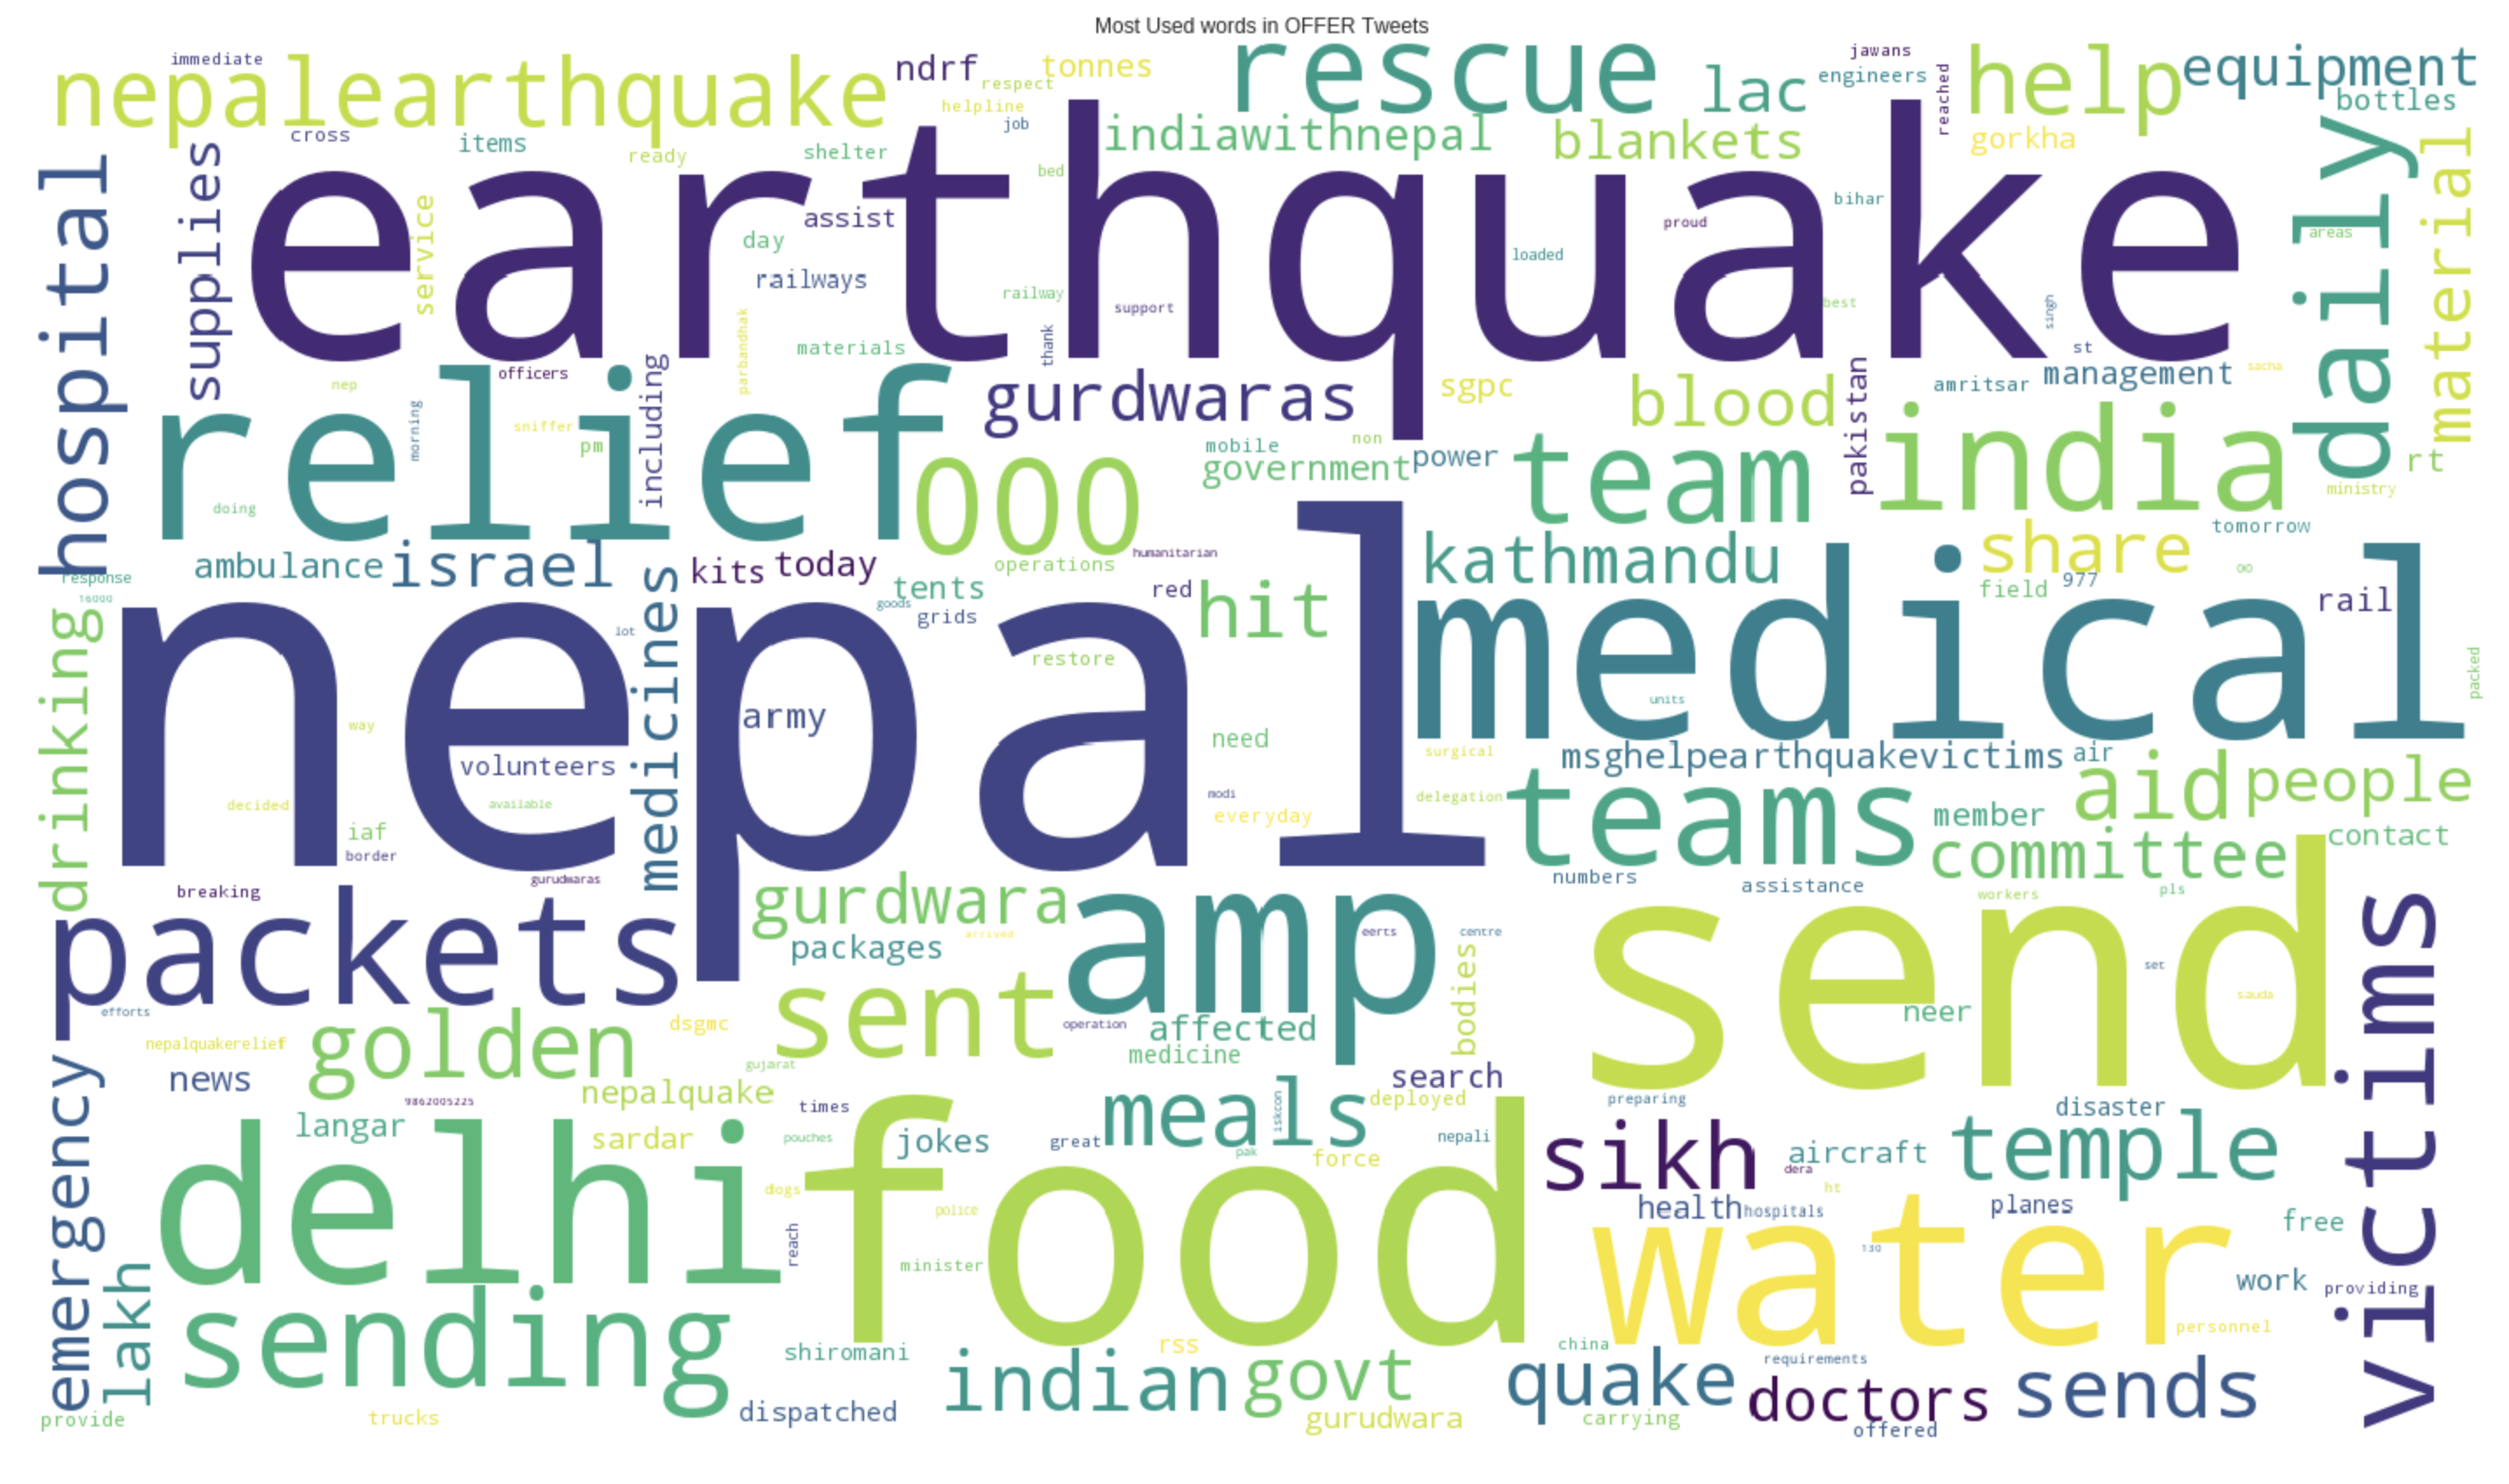 Most Used words in OFFER Tweets
immediate
nepalearthquake
ndrf
tonnes
respect
helpline
job
rescue
lac
jawans
engineers
reached
help
equipment
bottles
cross
items
ready
shelter
indiawithnepal
blankets
gorkha
daily
material
hospital
supplies
service
earthquake
assist
day
railways
bed
railway
support
loaded
proud
bihar
best
singh
areas
parbandhak
materials
thank
st
officers
including
nep
morning
sniffer
pm
relief
doing
gurdwaras
sgpc
blood
pakistan
amritsar
management
sacha
mobile
non
government
power
team
india
rt
ministry
000
share
tomorrow
ambulance
israel
kits
today
humanitarian
operations
kathmandu
response
16000
medicines
tents
goods
grids
red
hit
field
977
00
rail
drinking
lot
nepal
restore
medical
units
packed
way
army
need
surgical
volunteers
msghelpearthquakevictims
air
aid
people
decided
available
modi
everyday
delegation
teams
member
contact
iaf
border
committee
breaking
gurudwaras
gurdwara
numbers
assistance
workers
pls
packets
packages
arrived
amp
eerts
centre
bodies
send
set
sauda
victims
efforts
golden
dsgmc
sent
operation
affected
neer
nepalquakerelief
medicine
emergency
news
gujarat
search
9862005225
nepalquake
times
meals
iskcon
deployed
preparing
disaster
langar
sardar
pouches
jokes
great
pak
force
nepali
sikh
dera
aircraft
temple
delhi
dogs
food
police
ht
health
hospitals
planes
free
reach
minister
130
water
work
providing
lakh
sending
personnel
shiromani
rss
china
requirements
indian
govt
quake
doctors
sends
provide
trucks
dispatched
gurudwara
carrying
offered